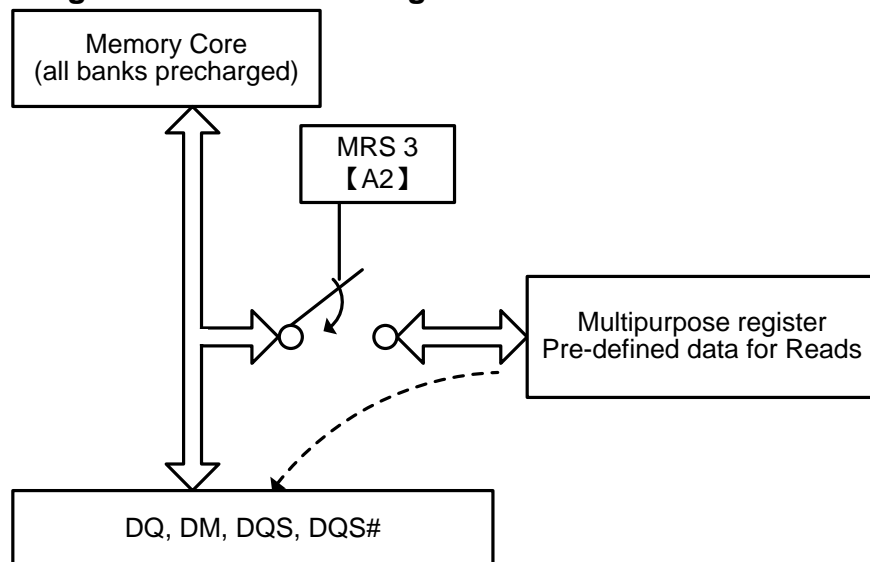 Memory Core
(all banks precharged)
MRS 3
【A2】
Multipurpose register
Pre-defined data for Reads
DQ, DM, DQS, DQS#